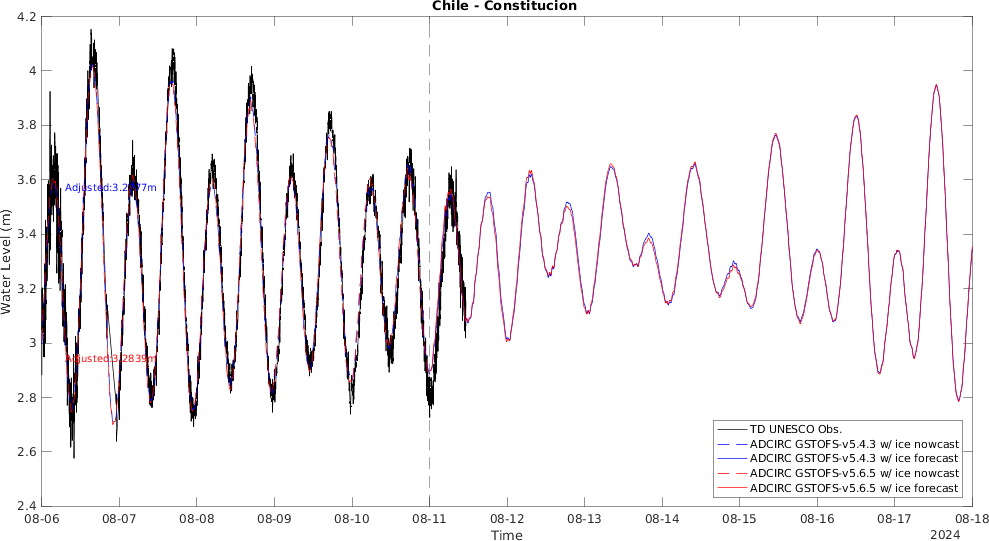 Chile - Constitucion
4.2
4
3.8
3.6
3.4
3.2
3
2.8
2.6
2.4
Water Level (m)
Adjusted:3.2
77m
Adjusted:3.2839m
TD UNESCO Obs.
ADCIRC GSTOFS-v5.4.3 w/ ice nowcast
ADCIRC GSTOFS-v5.4.3 w/ ice forecast
ADCIRC GSTOFS-v5.6.5 w/ ice nowcast
ADCIRC GSTOFS-v5.6.5 w/ ice forecast
08-06 08-07 08-08 08-09 08-10 08-11 08-12 08-13 08-14 08-15 08-16 08-17 08-18
Time
2024